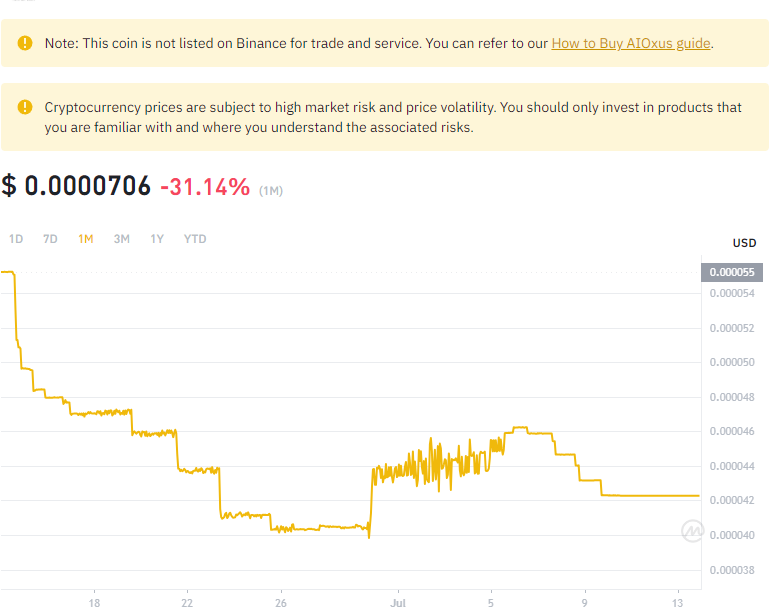 Note: This coin is not listed on Binance for trade and service. You can refer to our How to Buy AIOxus guide.
Cryptocurrency prices are subject to high market risk and price volatility. You should only invest in products that
you are familiar with and where you understand the associated risks.
$ 0.0000706 -31.14% (1M)
1D 7D 1M 3M 1Y YTD
USD
0.000055
0.000054
0.000052
0.000050
0.000048
0.000046
0.000044
0.000042
0.000040
0.000038
18 22 26 Jul 5 9 13